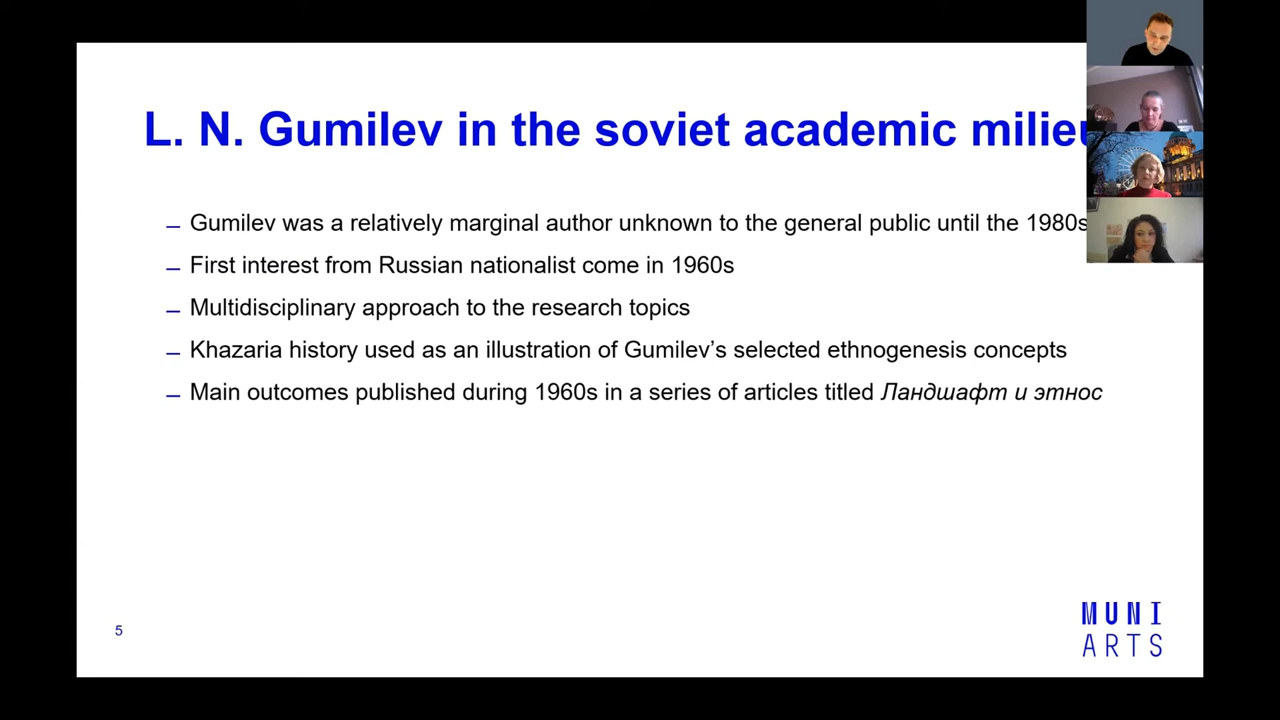 L. N. Gumilev in the soviet academic milieu
– Gumilev was a relatively marginal author unknown to the general public until the 1980s
– First interest from Russian nationalist come in 1960s
– Multidisciplinary approach to the research topics
– Khazaria history used as an illustration of Gumilev’s selected ethnogenesis concepts
– Main outcomes published during 1960s in a series of articles titled Ландшафт и этнос
5
MUNI
ARTS